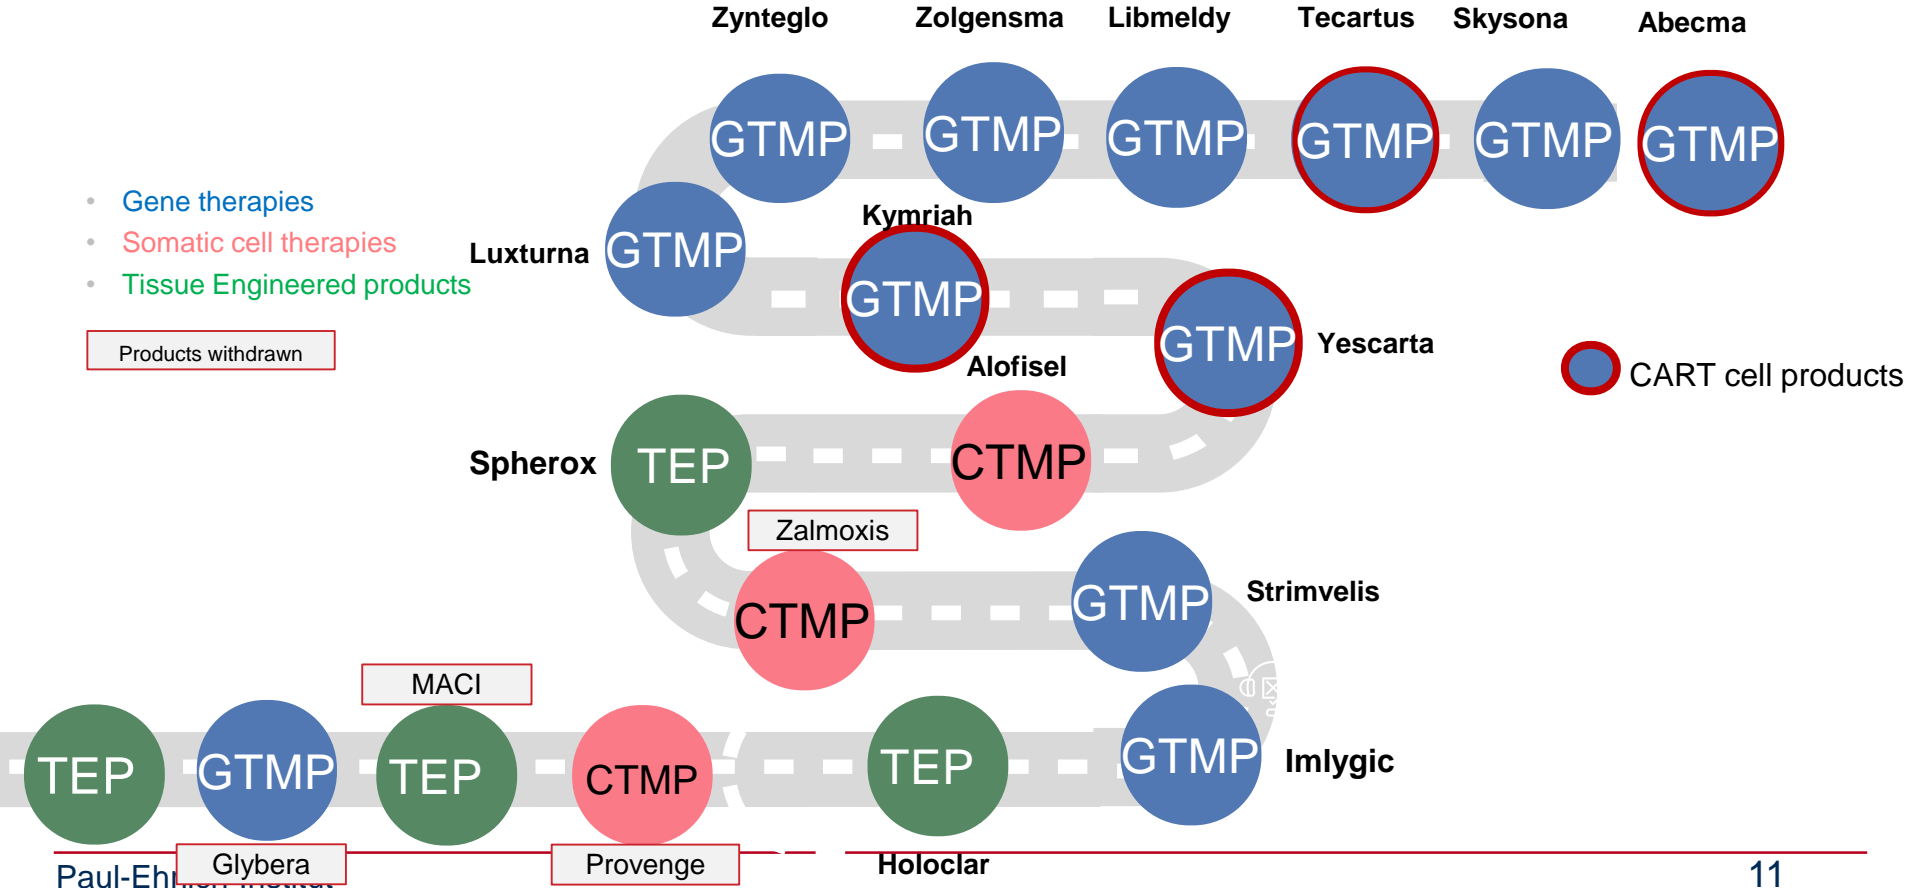 Zynteglo Zolgensma Libmeldy Tecartus Skysona Abecma
GTMP GTMP GTMP GTMP GTMP GTMP
• Gene therapies
• Somatic cell therapies
• Tissue Engineered products
Products withdrawn
Kymriah
Luxturna GTMP
GTMP
GTMP Yescarta
CART cell products
Alofisel
Spherox TEP
CTMP
Zalmoxis
CTMP
GTMP Strimvelis
MACI
TEP GTMP TEP CTMP TEP GTMP Imlygic
Glybera Provenge Holoclar
11